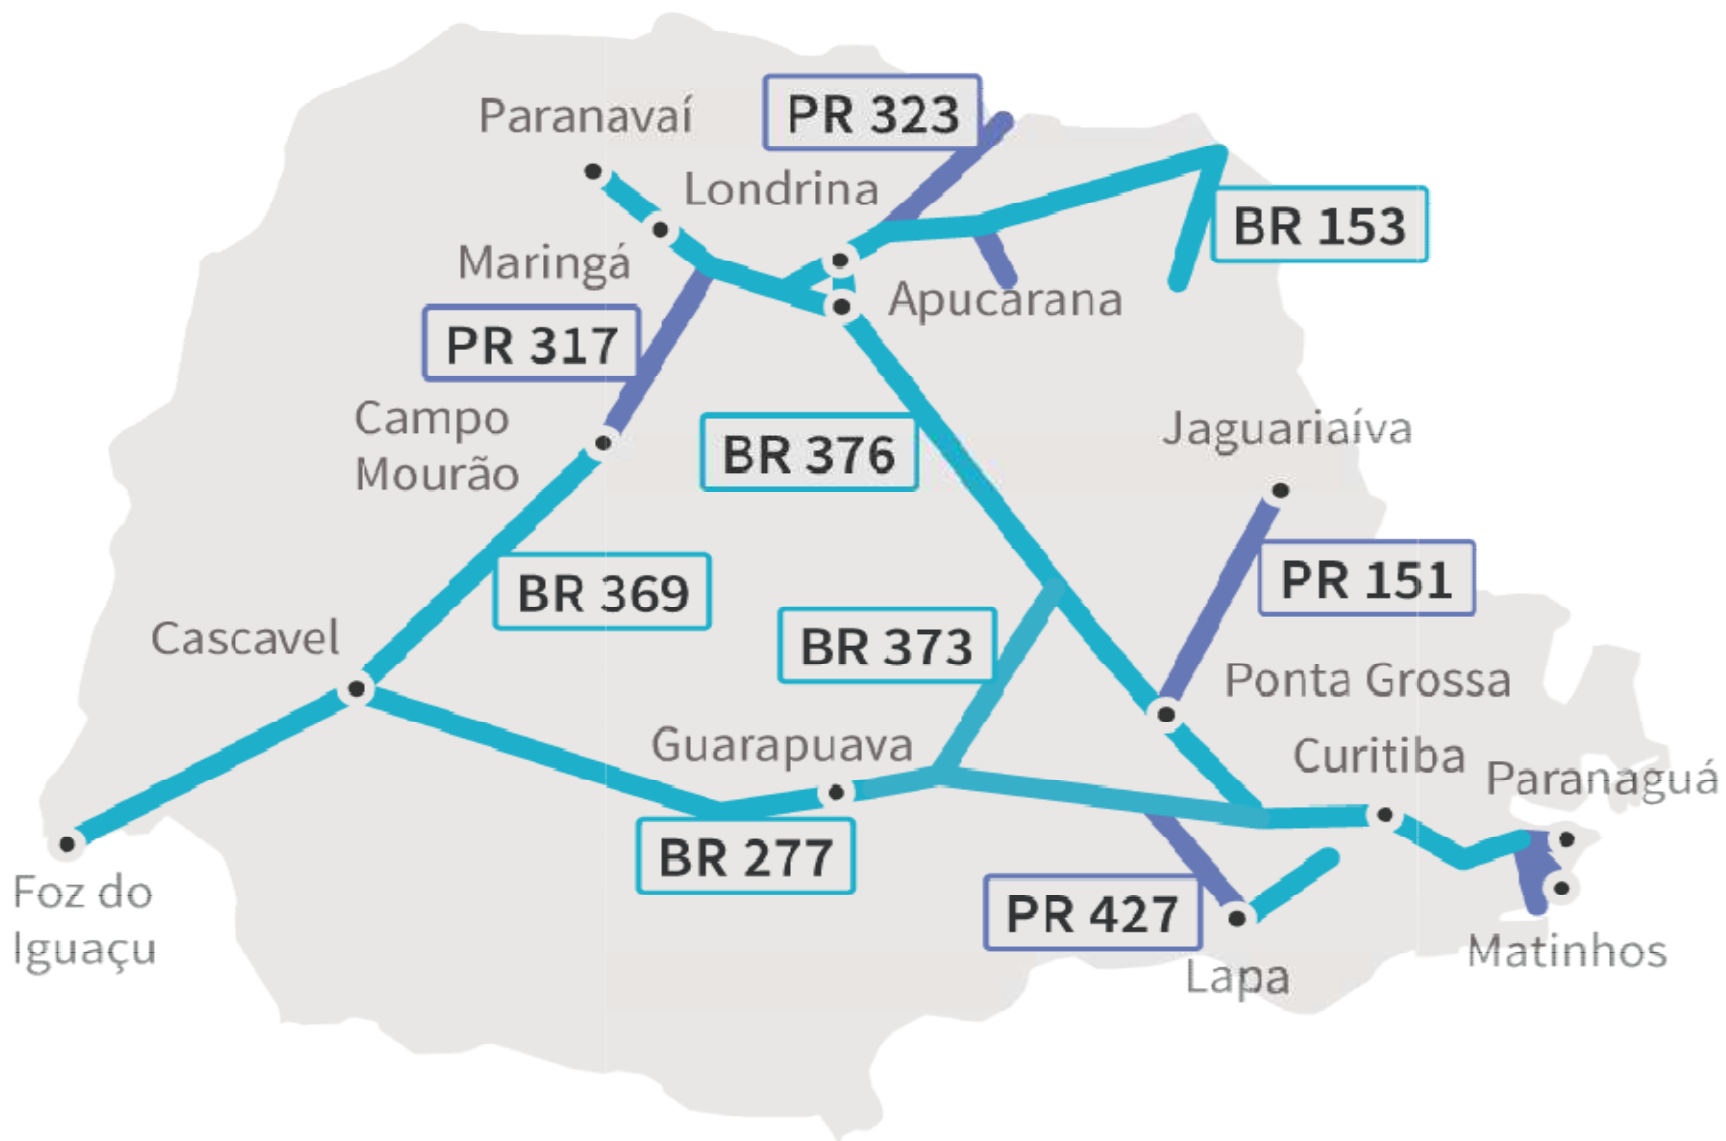 PR 323
Paranavaí
Londrina
BR 153
Maringá
Apucarana
PR 317
Campo
Mourão
BR 376
Jaguariaíva
BR 369
PR 151
Cascavel
BR 373
Ponta Grossa
Guarapuava
Curitiba
Paranaguá
BR 277
Foz do
Iguaçu
PR 427
Matinhos
Lapa